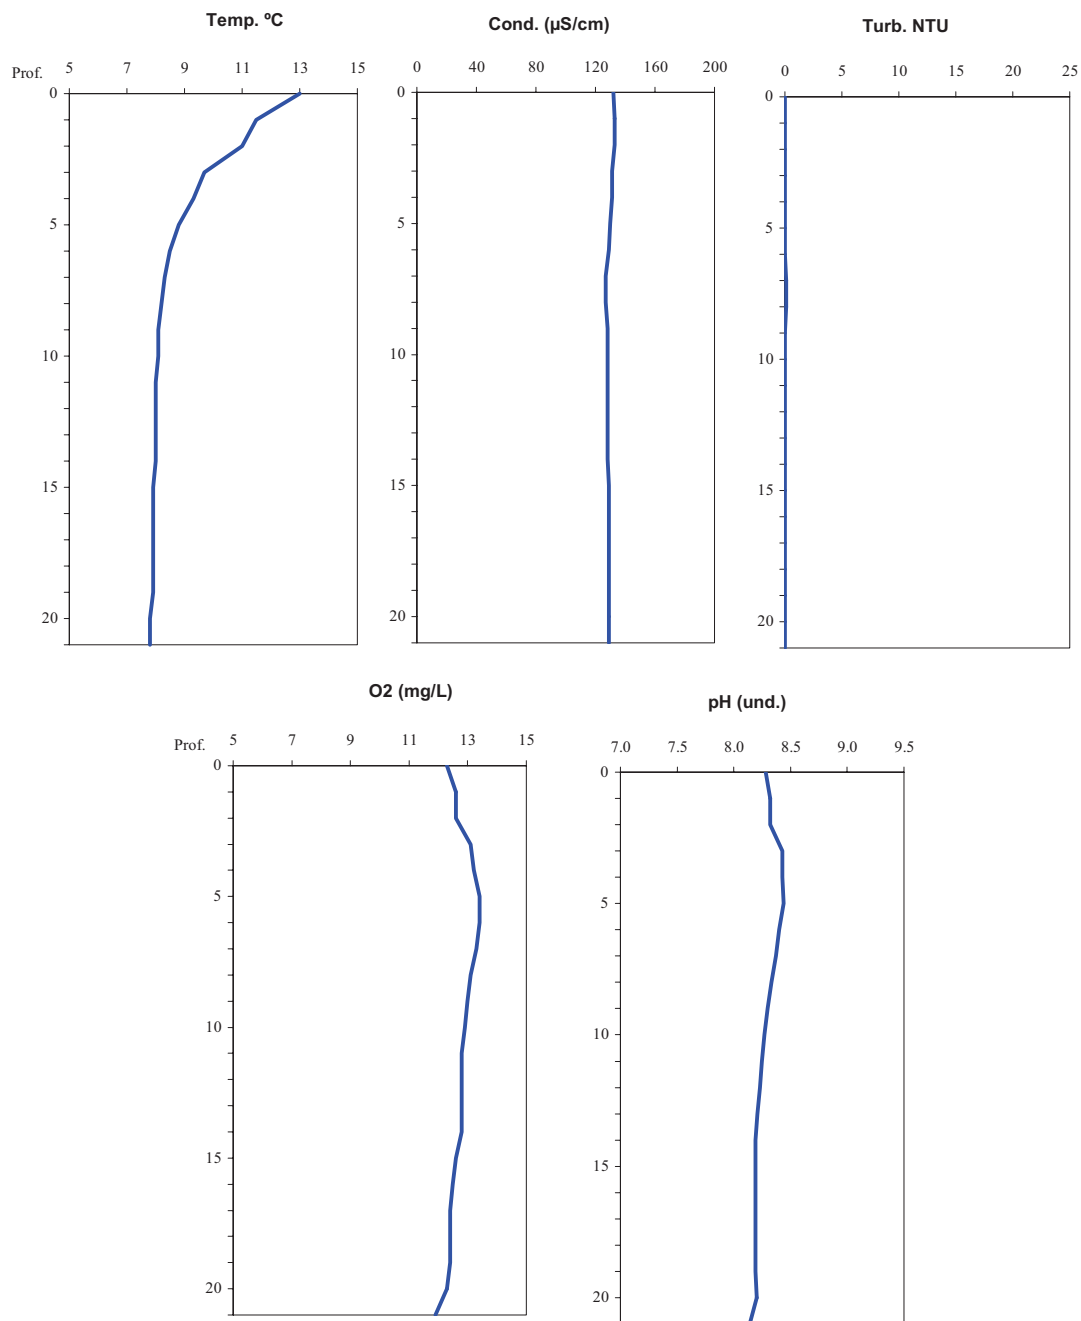 Temp. ºC
Prof. 5 7 9 11 13 15
0
5
10
15
20
Cond. (µS/cm)
0 40 80 120 160 200
0
5
10
15
20
Turb. NTU
0 5 10 15 20 25
0
5
10
15
20
O2 (mg/L)
Prof. 5 7 9 11 13 15
0
5
10
15
20
pH (und.)
7.0 7.5 8.0 8.5 9.0 9.5
0
5
10
15
20